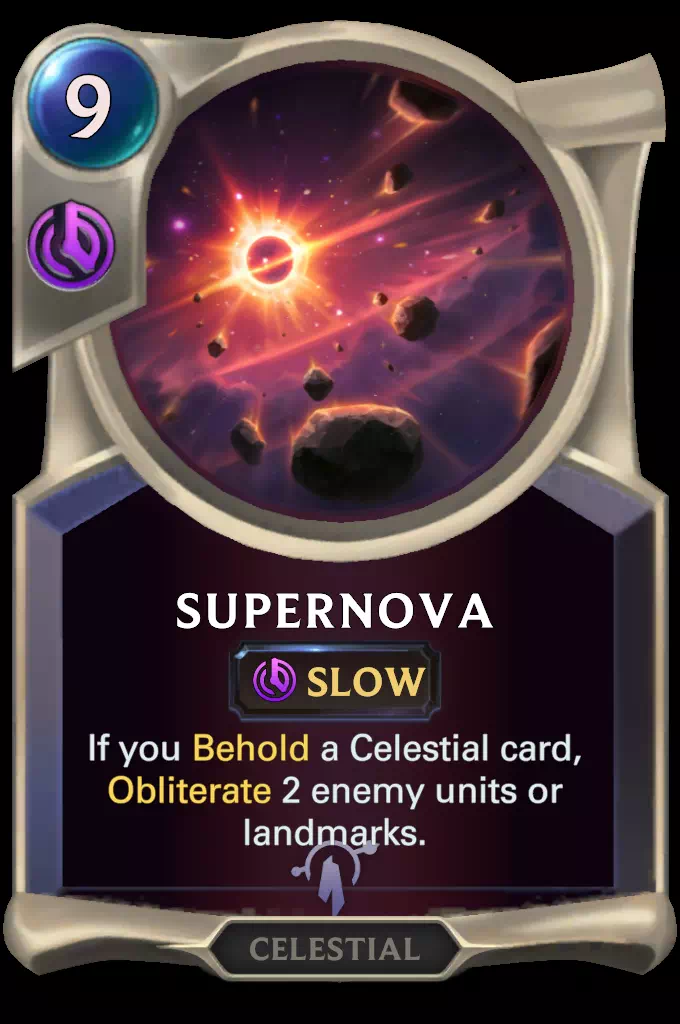 9
SUPERNOVA
SLOW
If you Behold a Celestial card,
Obliterate 2 enemy units or
landmarks.
CELESTIAL